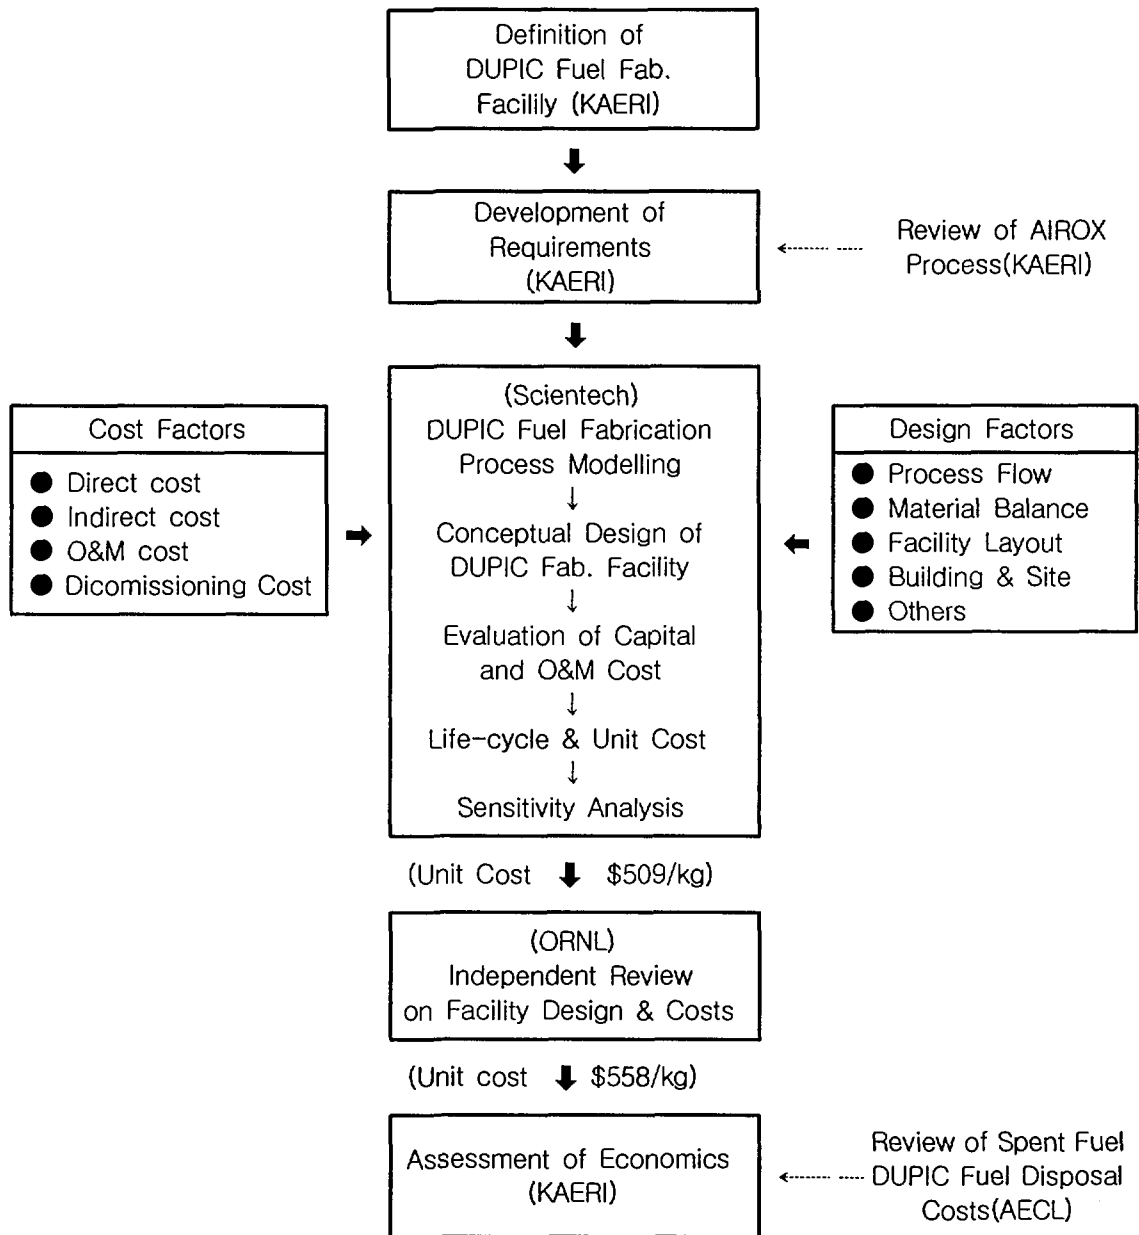 Definition of
DUPIC Fuel Fab.
Facilily (KAERI)
Development of
Requirements
(KAERI)
Review of AIROX
Process(KAERI)
(Scientech)
DUPIC Fuel Fabrication
Process Modelling
Conceptual Design of
DUPIC Fab. Facility
Evaluation of Capital
and O&M Cost
Life-cycle & Unit Cost
Sensitivity Analysis
Cost Factors
● Direct cost
● Indirect cost
● O&M cost
● Dicomissioning Cost
Design Factors
● Process Flow
● Material Balance
● Facility Layout
● Building & Site
● Others
(Unit Cost $509/kg)
(ORNL)
Independent Review
on Facility Design & Costs
(Unit cost $558/kg)
Assessment of Economics
(KAERI)
Review of Spent Fuel
DUPIC Fuel Disposal
Costs(AECL)